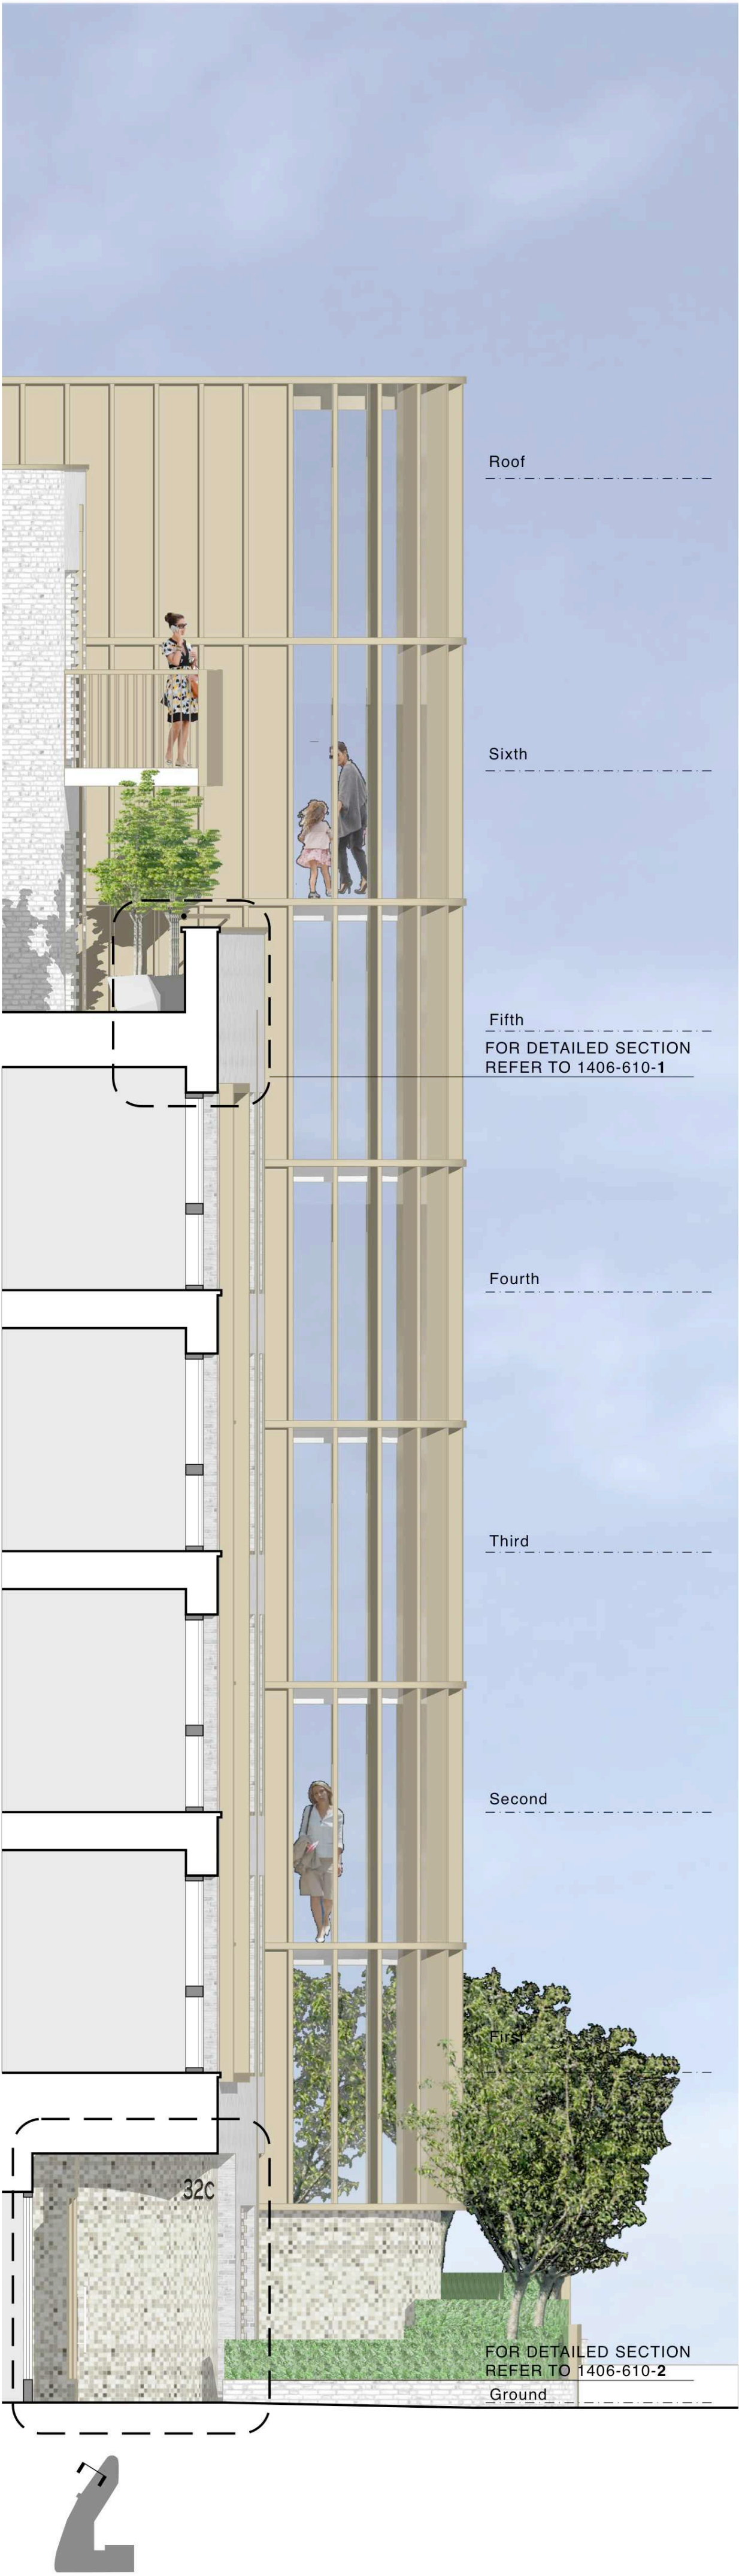 Roof
Sixth
Fifth
FOR DETAILED SECTION
REFER TO 1406-610-1
Fourth
Third
Second
First
32C
FOR DETAILED SECTION
REFER TO 1406-610-2
Ground